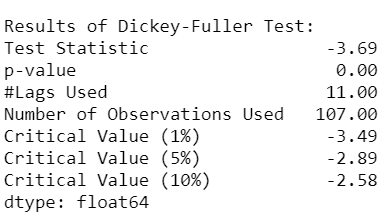 Results of Dickey-Fuller Test:
Test Statistic -3.69
p-value 0.00
#Lags Used 11.00
Number of Observations Used 107.00
Critical Value (1%) -3.49
Critical Value (5%) -2.89
Critical Value (10%) -2.58
dtype: float64